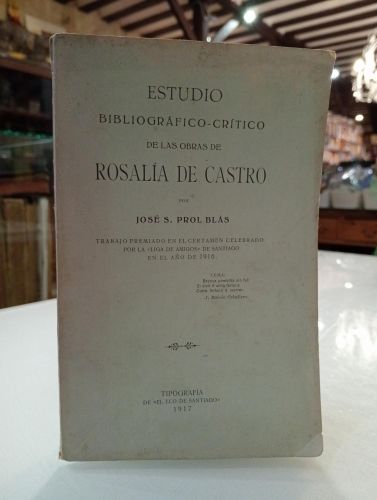 ESTUDIO
BIBLIOGRÁFICO-CRÍTICO
DE LAS OBRAS DE
ROSALÍA DE CASTRO
POR
JOSÉ S. PROL BLÁS
TRABAJO PREMIADO EN EL CERTAMEN CELEBRADO
POR LA «LIGA DE AMIGOS» DE SANTIAGO
EN EL AÑO DE 1916.
TIPOGRAFÍA
DE «EL ECO DE SANTIAGO»
1917